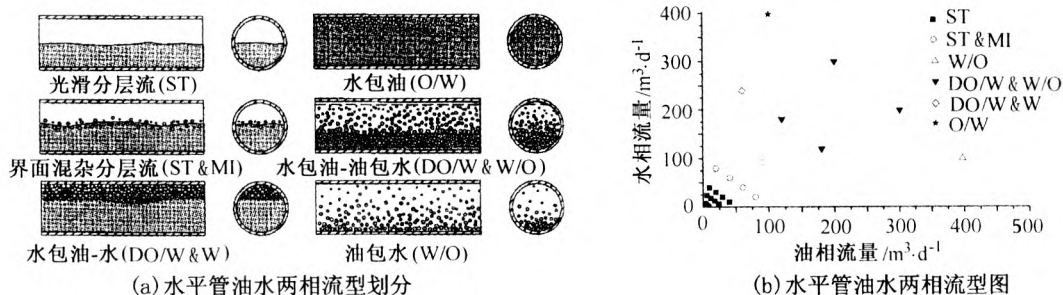 光滑分层流(ST)
水包油(O/W)
界面混杂分层流(ST&MI)
水包油-油包水(DO/W&W/O)
水包油-水(DO/W&W)
油包水(W/O)
(a)水平管油水两相流型划分
水相流量/m³·d⁻¹
400
300
200
100
0
0 100 200 300 400 500
油相流量/m³·d⁻¹
ST
ST&MI
W/O
DO/W&W/O
DO/W&W
O/W
(b)水平管油水两相流型图